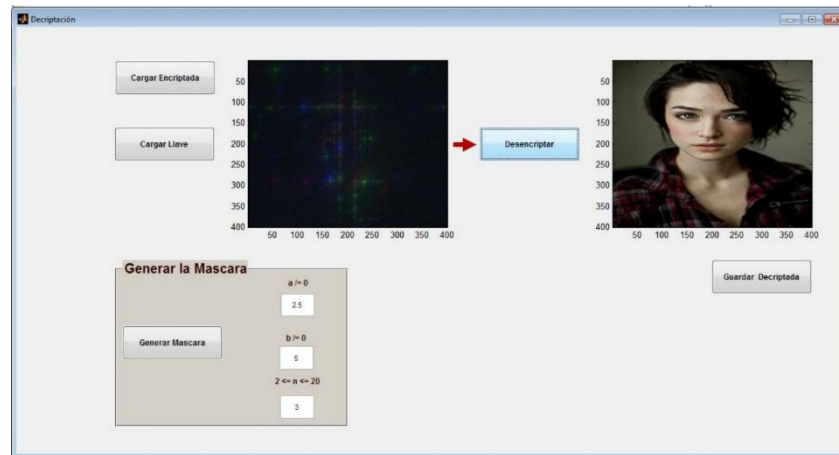 Decriptación
Cargar Encriptada
Cargar Llave
50
100
150
200
250
300
350
400
50 100 150 200 250 300 350 400
Desencriptar
50
100
150
200
250
300
350
400
50 100 150 200 250 300 350 400
Guardar Decriptada
Generar la Mascara
a /= 0
2.5
Generar Mascara
b /= 0
5
2 <= n <= 20
3